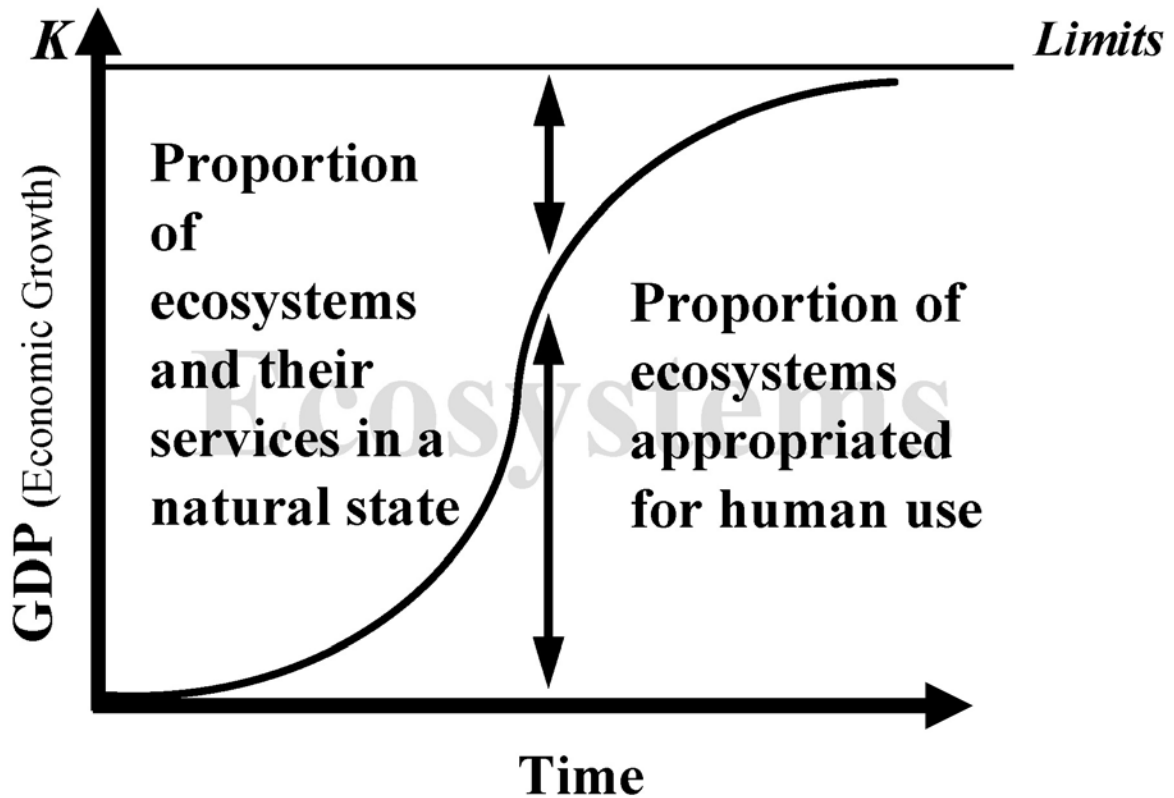 K
Limits
Proportion
of
ecosystems
and their
services in a
natural state
Proportion of
ecosystems
appropriated
for human use
Ecosystems
GDP (Economic Growth)
Time